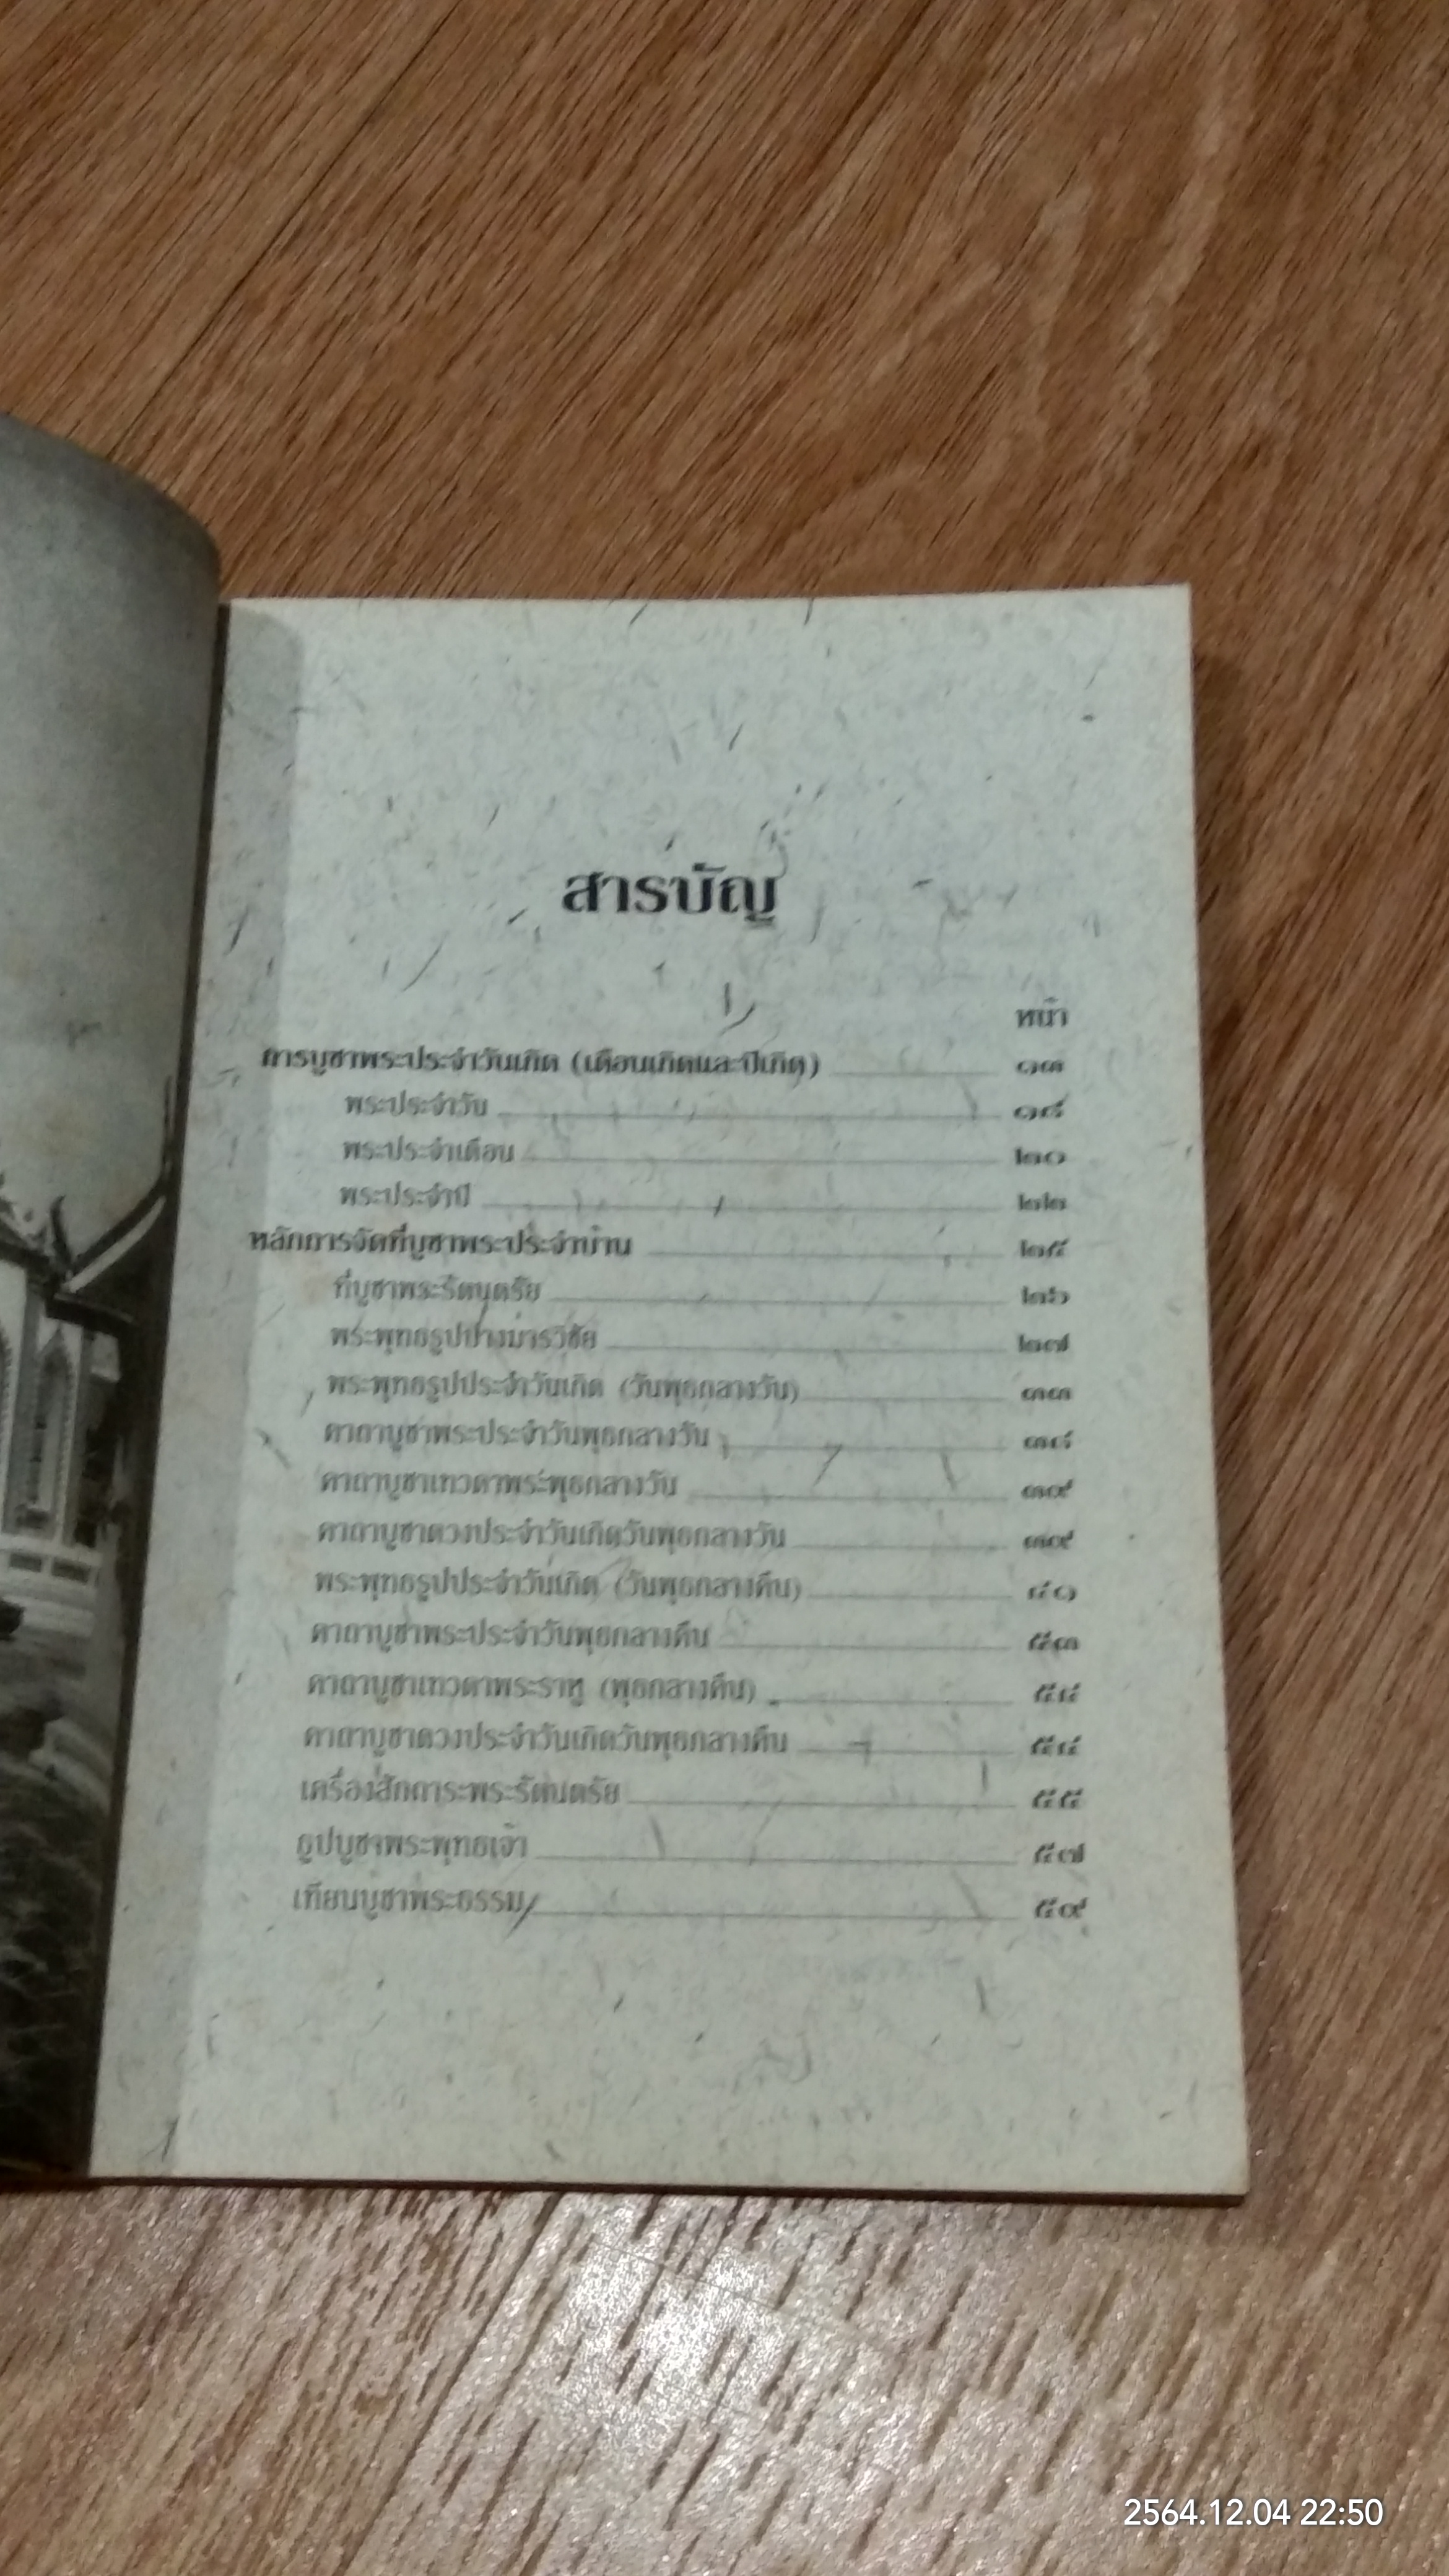 สารบัญ
หน้า
การบูชาพระประจำวันเกิด (เดือนเกิดและปีเกิด) ๑๓
พระประจำวัน ๑๘
พระประจำเดือน ๒๐
พระประจำปี ๒๒
หลักการจัดที่บูชาพระประจำบ้าน ๒๕
ที่บูชาพระรัตนตรัย ๒๖
พระพุทธรูปปางมารวิชัย ๒๗
พระพุทธรูปประจำวันเกิด (วันพุธกลางวัน) ๓๓
คาถาบูชาพระประจำวันพุธกลางวัน
คาถาบูชาเทวดาพระพุธกลางวัน ๓๙
คาถาบูชาดวงประจำวันเกิดวันพุธกลางวัน ๓๙
พระพุทธรูปประจำวันเกิด (วันพุธกลางคืน) ๔๑
คาถาบูชาพระประจำวันพุธกลางคืน ๕๓
คาถาบูชาเทวดาพระราหู (พุธกลางคืน) ๕๔
คาถาบูชาดวงประจำวันเกิดวันพุธกลางคืน ๕๔
เครื่องสักการะพระรัตนตรัย ๕๕
ธูปบูชาพระพุทธเจ้า ๕๗
เทียนบูชาพระธรรม ๕๙
2564.12.04 22:50